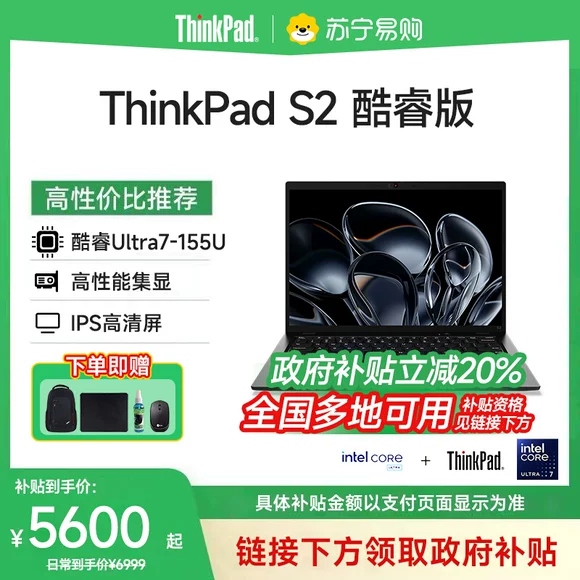 ThinkPad® 苏宁易购
ThinkPad S2 酷睿版
高性价比推荐
酷睿Ultra7-155U
高性能集显
IPS高清屏
下单即赠
政府补贴立减20%
全国多地可用
补贴资格
见链接下方
intel core
ULTRA
+
ThinkPad®
intel
CORE
ULTRA 7
补贴到手价:
¥5600起
日常到手价¥6999
具体补贴金额以支付页面显示为准
链接下方领取政府补贴